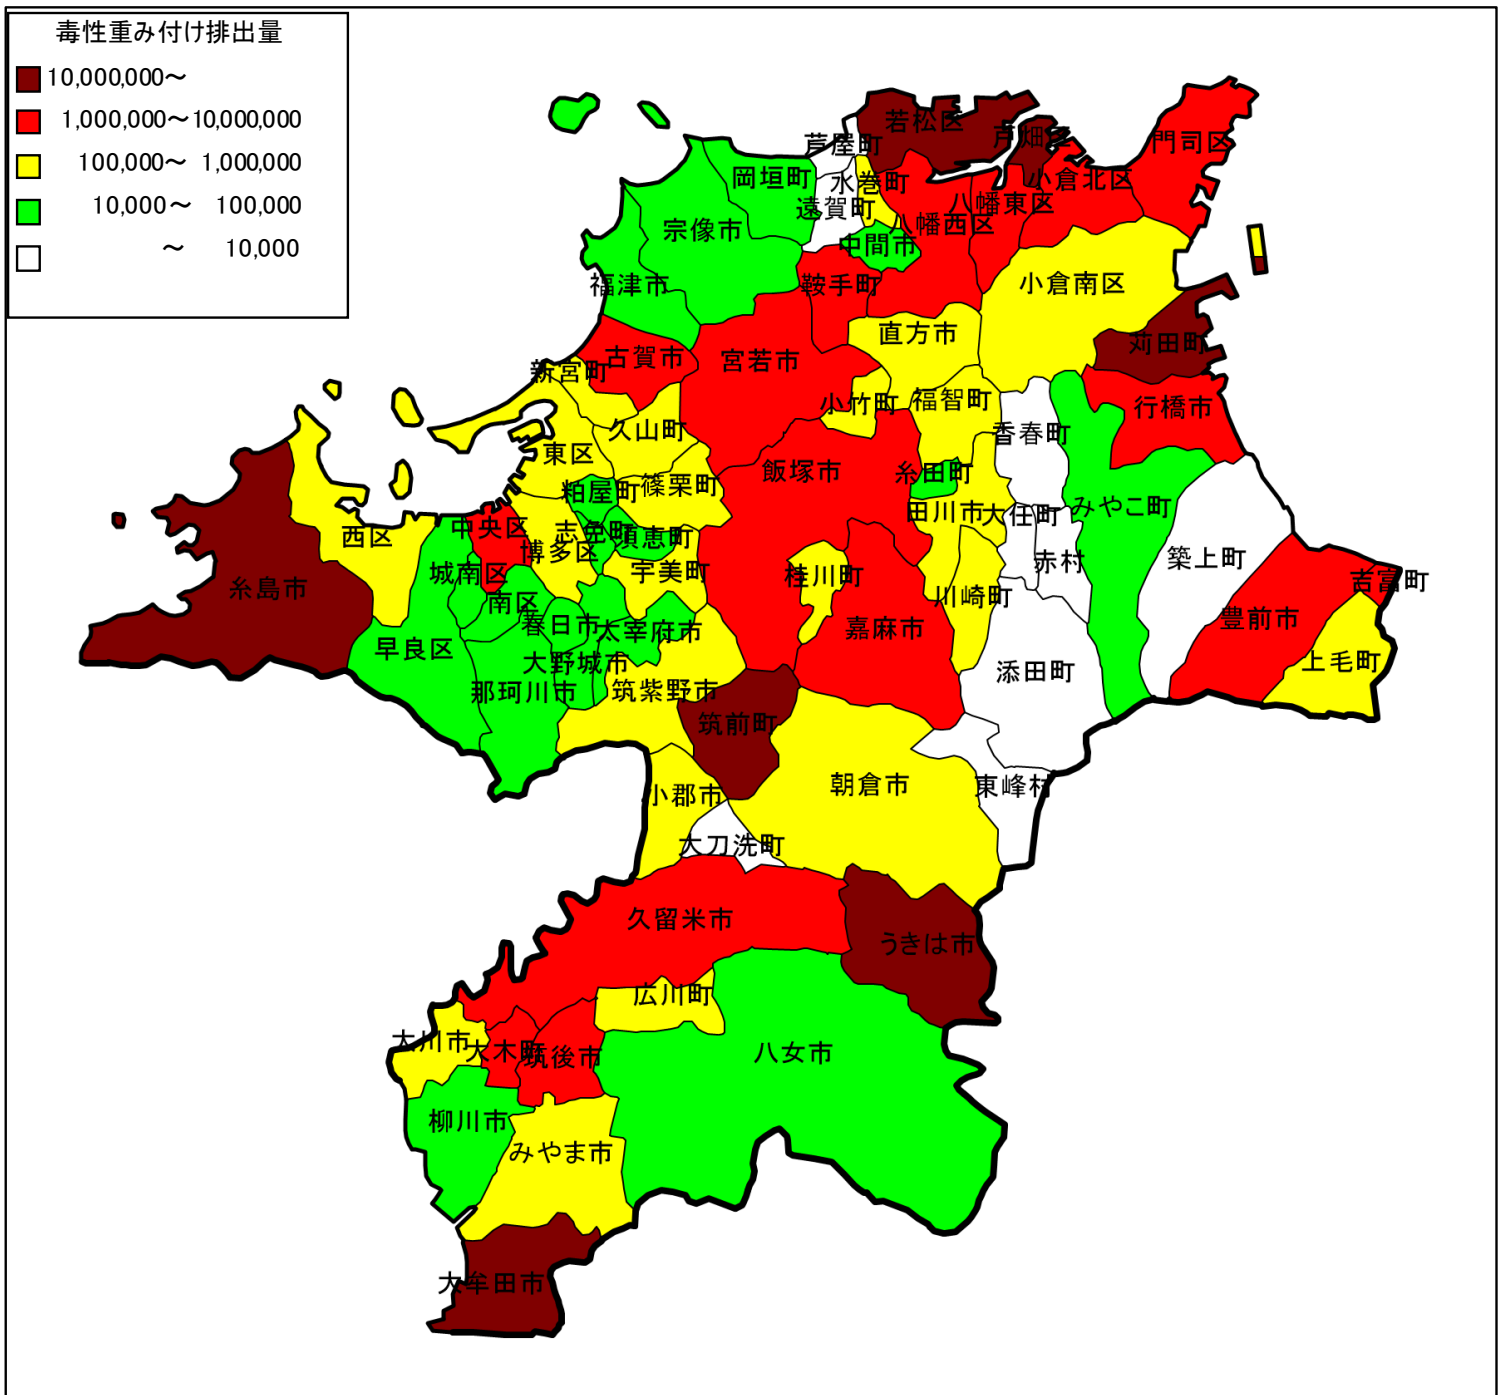 毒性重み付け排出量
10,000,000～
1,000,000～10,000,000
100,000～ 1,000,000
10,000～ 100,000
～ 10,000
若松区
戸畑区
門司区
芦屋町
岡垣町
水巻町
小倉北区
遠賀町
八幡東区
八幡西区
宗像市
中間市
福津市
鞍手町
小倉南区
直方市
苅田町
古賀市
宮若市
新宮町
小竹町
福智町
行橋市
久山町
香春町
東区
飯塚市
糸田町
篠栗町
粕屋町
みやこ町
田川市
大任町
中央区
志免町
須恵町
西区
博多区
築上町
赤村
城南区
宇美町
桂川町
吉富町
糸島市
川崎町
南区
春日市
太宰府市
嘉麻市
豊前市
早良区
大野城市
上毛町
添田町
那珂川市
筑紫野市
筑前町
朝倉市
東峰村
小郡市
大刀洗町
久留米市
うきは市
広川町
大川市
大木町
筑後市
八女市
柳川市
みやま市
大牟田市